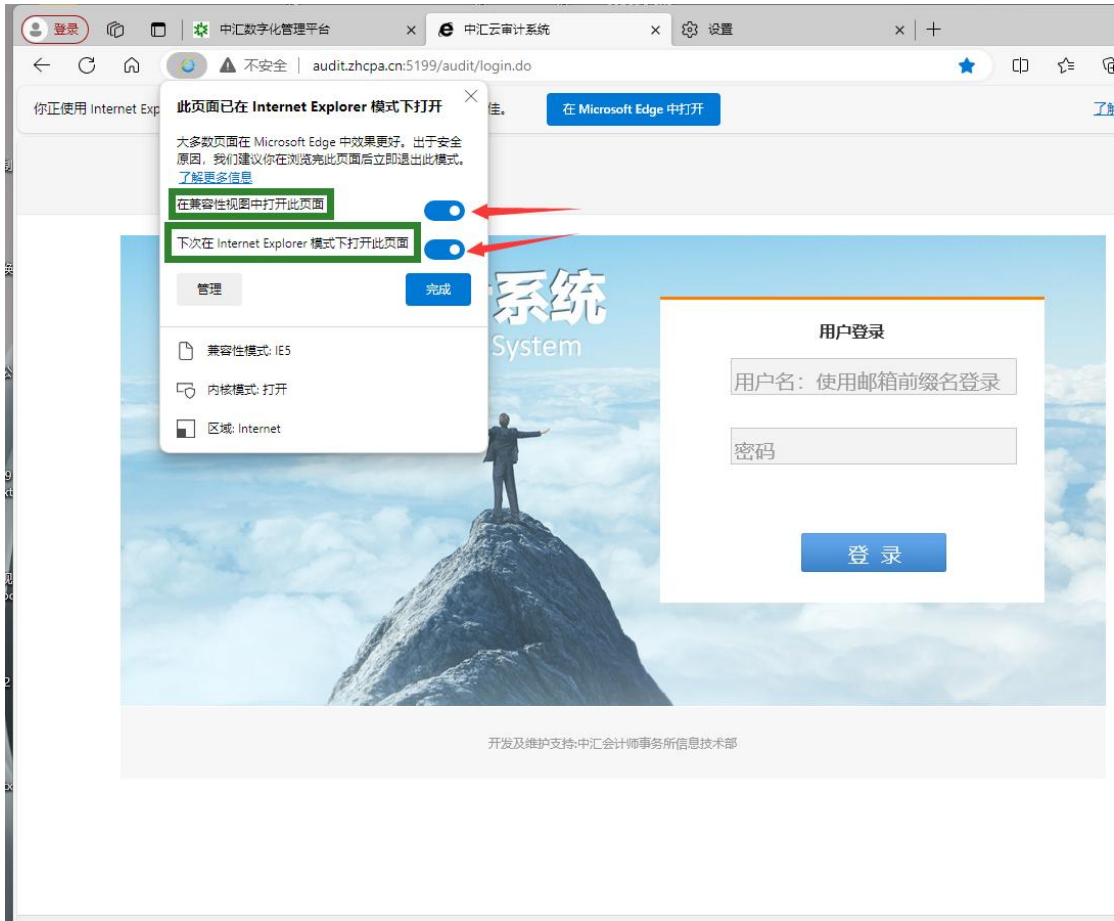 登录
中汇数字化管理平台
中汇云审计系统
设置
不安全
audit.zhcpa.cn:5199/audit/login.do
你正使用 Internet Exp
佳。
在 Microsoft Edge 中打开
此页面已在 Internet Explorer 模式下打开
大多数页面在 Microsoft Edge 中效果更好。出于安全
原因，我们建议你在浏览完此页面后立即退出此模式。
了解更多信息
在兼容性视图中打开此页面
下次在 Internet Explorer 模式下打开此页面
管理
完成
兼容性模式: IE5
内核模式: 打开
区域: Internet
系统
System
用户登录
用户名：使用邮箱前缀名登录
密码
登 录
开发及维护支持:中汇会计师事务所信息技术部